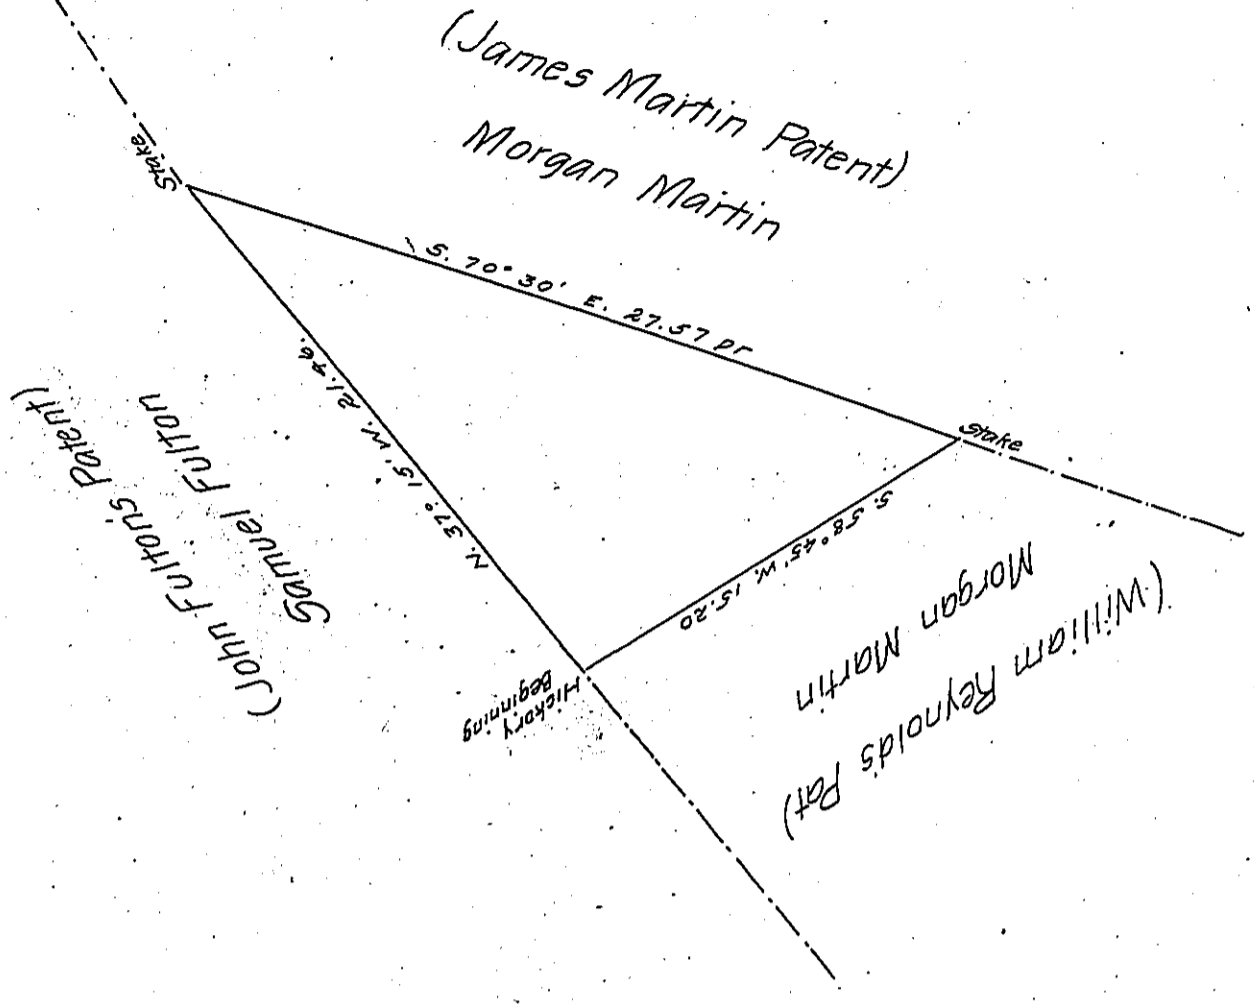 (James Martin Patent)
Morgan Martin
Stake
S. 70° 30' E. 27.57 pr
Stake
S. 58° 45' W. 15.20
(William Reynolds Pat)
Morgan Martin
Hickory
Beginning
N. 37° 15' W. 21.46.
Samuel Fulton
(John Fultons Patent)